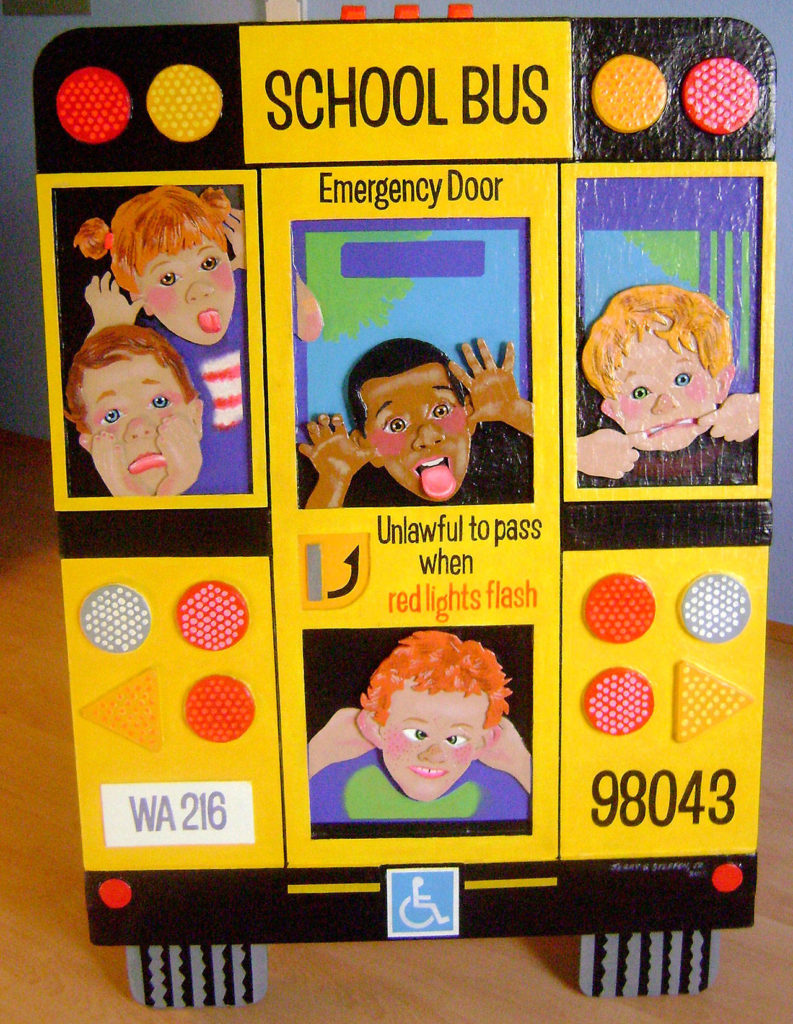 SCHOOL BUS
Emergency Door
Unlawful to pass
when
red lights flash
WA 216
98043